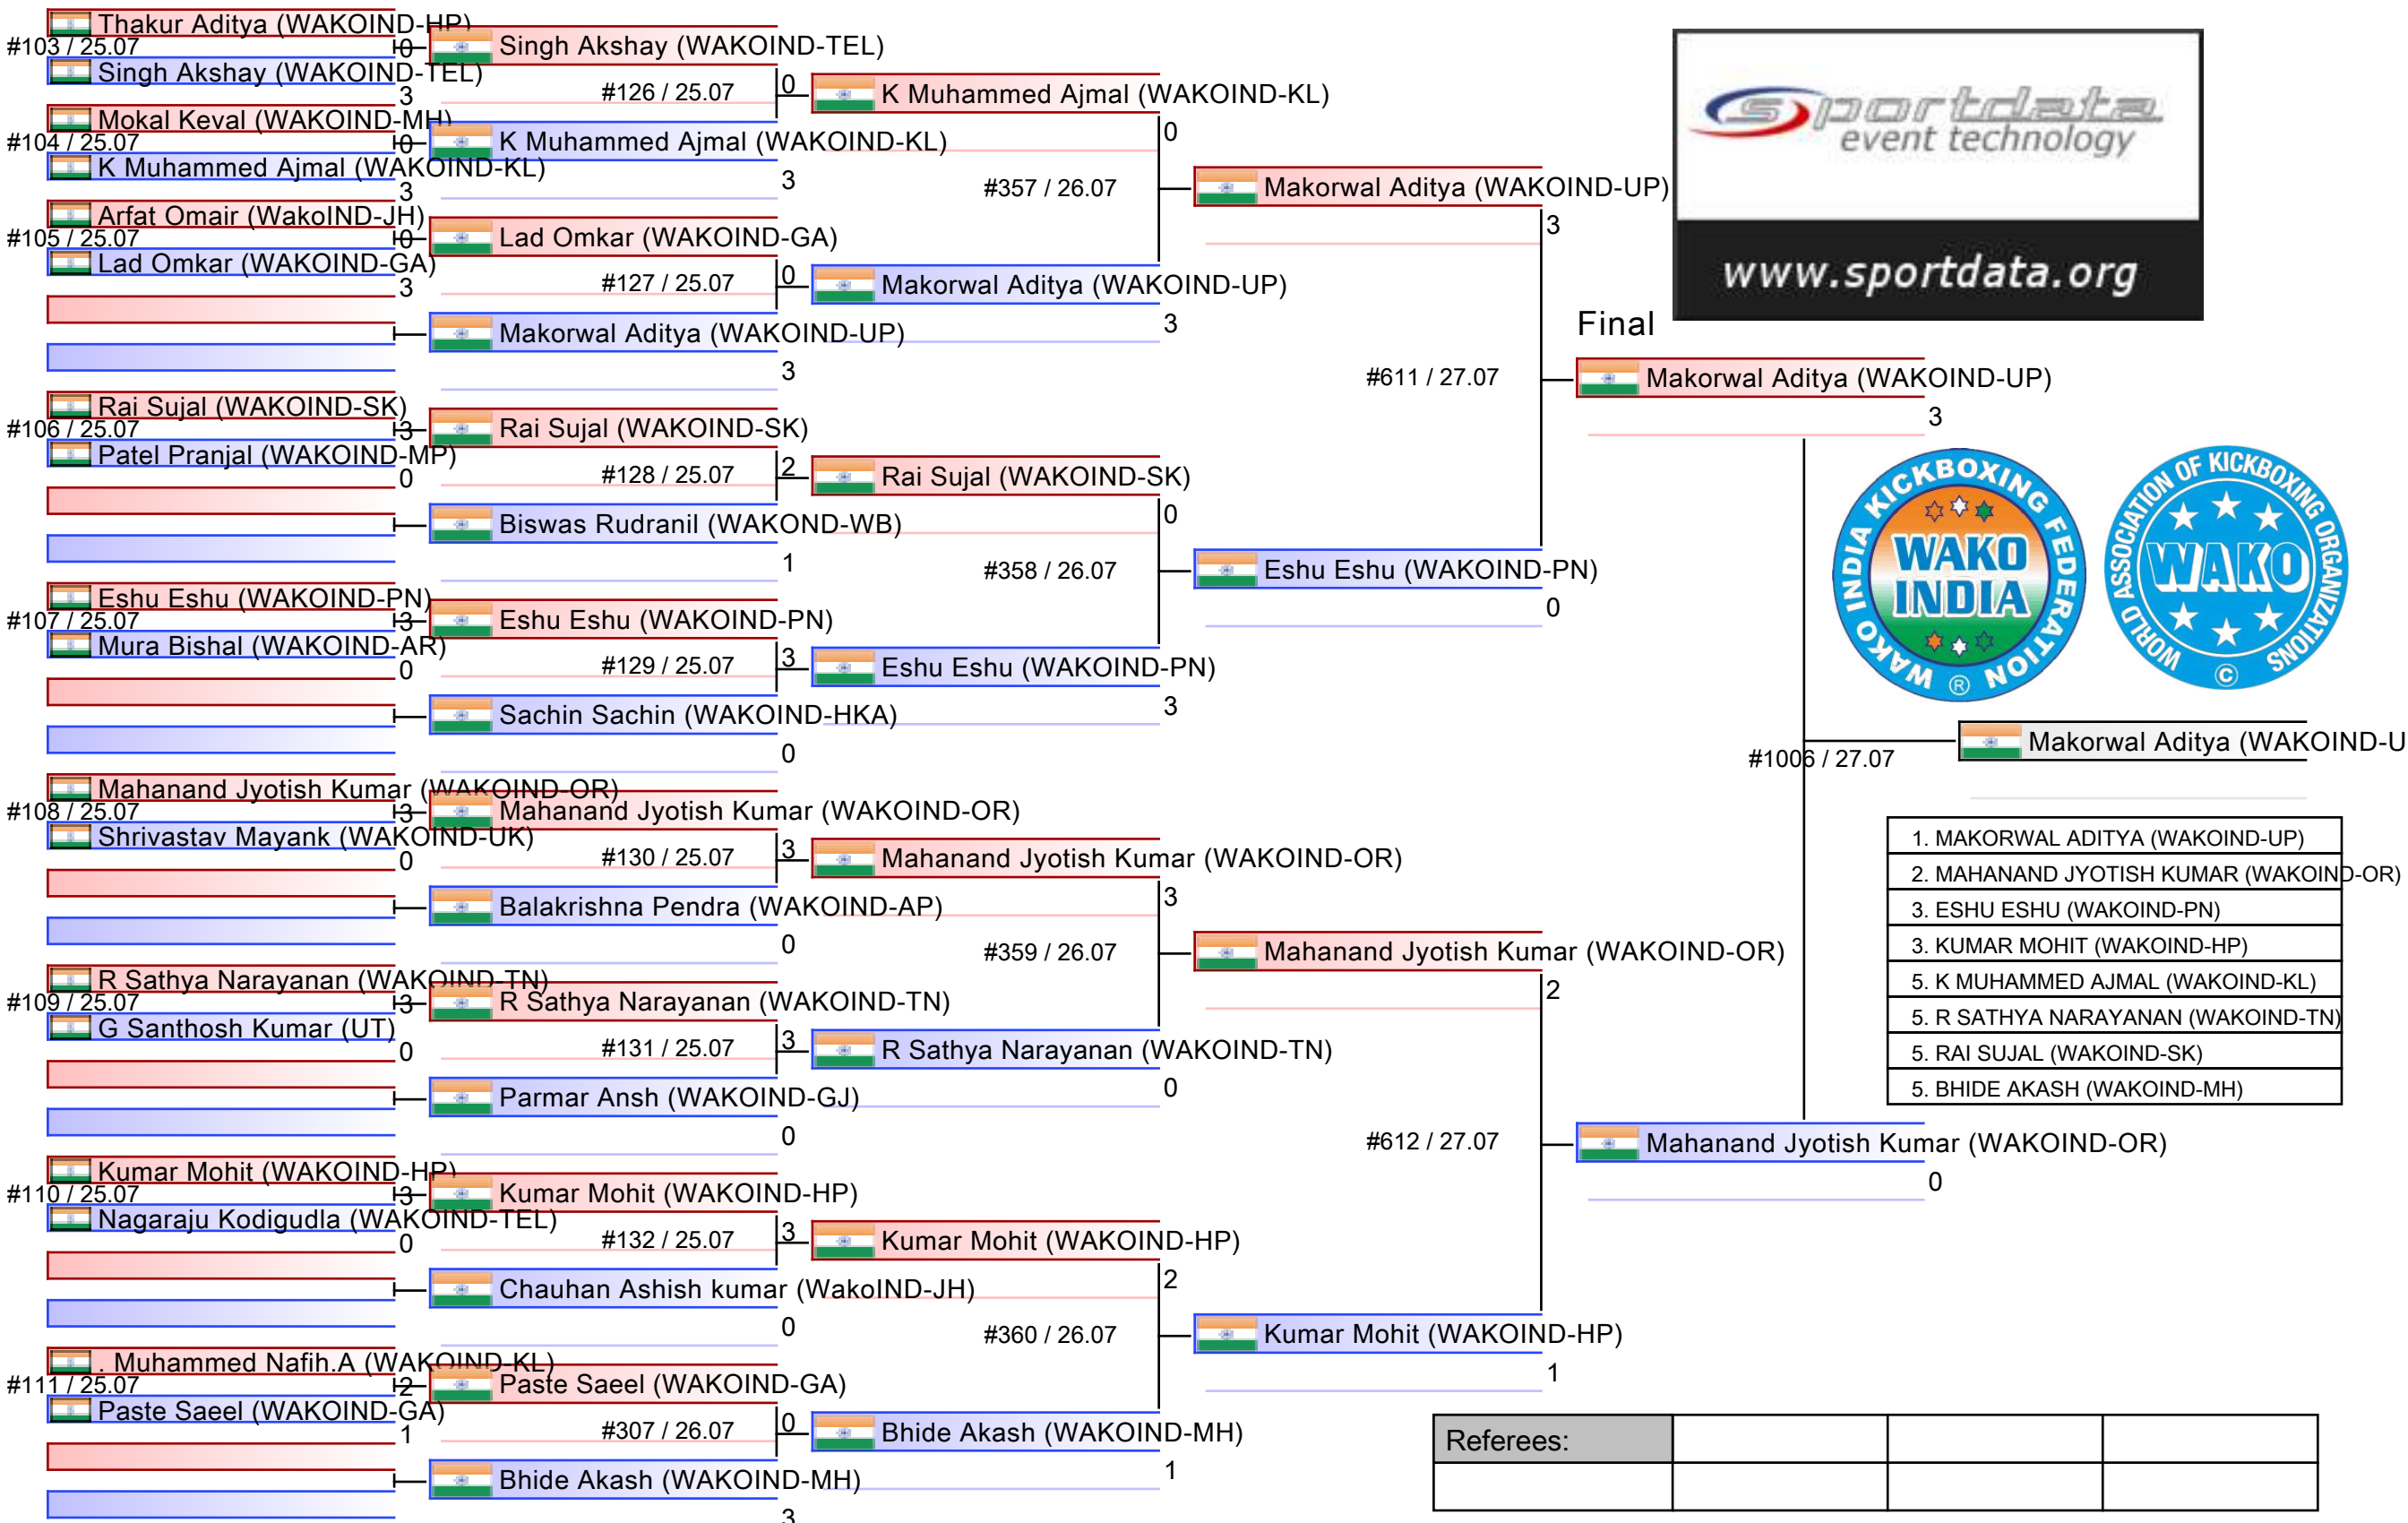 Thakur Aditya (WAKOIND-HP)
#103 / 25.07
0
Singh Akshay (WAKOIND-TEL)
3
Mokal Keval (WAKOIND-MH)
#104 / 25.07
0
K Muhammed Ajmal (WAKOIND-KL)
3
Arfat Omair (WakoIND-JH)
#105 / 25.07
0
Lad Omkar (WAKOIND-GA)
3
Rai Sujal (WAKOIND-SK)
#106 / 25.07
3
Patel Pranjal (WAKOIND-MP)
0
Eshu Eshu (WAKOIND-PN)
#107 / 25.07
3
Mura Bishal (WAKOIND-AR)
0
Mahanand Jyotish Kumar (WAKOIND-OR)
#108 / 25.07
3
Shrivastav Mayank (WAKOIND-UK)
0
R Sathya Narayanan (WAKOIND-TN)
#109 / 25.07
3
G Santhosh Kumar (UT)
0
Kumar Mohit (WAKOIND-HP)
#110 / 25.07
3
Nagaraju Kodigudla (WAKOIND-TEL)
0
. Muhammed Nafih.A (WAKOIND-KL)
#111 / 25.07
2
Paste Saeel (WAKOIND-GA)
1
Singh Akshay (WAKOIND-TEL)
#126 / 25.07
0
K Muhammed Ajmal (WAKOIND-KL)
3
Lad Omkar (WAKOIND-GA)
#127 / 25.07
0
Makorwal Aditya (WAKOIND-UP)
3
Rai Sujal (WAKOIND-SK)
#128 / 25.07
2
Biswas Rudranil (WAKOND-WB)
1
Eshu Eshu (WAKOIND-PN)
#129 / 25.07
3
Sachin Sachin (WAKOIND-HKA)
0
Mahanand Jyotish Kumar (WAKOIND-OR)
#130 / 25.07
3
Balakrishna Pendra (WAKOIND-AP)
0
R Sathya Narayanan (WAKOIND-TN)
#131 / 25.07
3
Parmar Ansh (WAKOIND-GJ)
0
Kumar Mohit (WAKOIND-HP)
#132 / 25.07
3
Chauhan Ashish kumar (WakoIND-JH)
0
Paste Saeel (WAKOIND-GA)
#307 / 26.07
0
Bhide Akash (WAKOIND-MH)
3
K Muhammed Ajmal (WAKOIND-KL)
0
#357 / 26.07
Makorwal Aditya (WAKOIND-UP)
3
Rai Sujal (WAKOIND-SK)
0
#358 / 26.07
Eshu Eshu (WAKOIND-PN)
3
Mahanand Jyotish Kumar (WAKOIND-OR)
3
#359 / 26.07
R Sathya Narayanan (WAKOIND-TN)
0
Kumar Mohit (WAKOIND-HP)
2
#360 / 26.07
Bhide Akash (WAKOIND-MH)
1
Makorwal Aditya (WAKOIND-UP)
3
#611 / 27.07
Eshu Eshu (WAKOIND-PN)
0
Mahanand Jyotish Kumar (WAKOIND-OR)
2
#612 / 27.07
Kumar Mohit (WAKOIND-HP)
1
sportdata
event technology
www.sportdata.org
Final
Makorwal Aditya (WAKOIND-UP)
3
WAKO INDIA KICKBOXING FEDERATION
WAKO
INDIA
®
WORLD ASSOCIATION OF KICKBOXING ORGANIZATIONS
WAKO
©
#1006 / 27.07
Makorwal Aditya (WAKOIND-U
1. MAKORWAL ADITYA (WAKOIND-UP)
2. MAHANAND JYOTISH KUMAR (WAKOIND-OR)
3. ESHU ESHU (WAKOIND-PN)
3. KUMAR MOHIT (WAKOIND-HP)
5. K MUHAMMED AJMAL (WAKOIND-KL)
5. R SATHYA NARAYANAN (WAKOIND-TN)
5. RAI SUJAL (WAKOIND-SK)
5. BHIDE AKASH (WAKOIND-MH)
Mahanand Jyotish Kumar (WAKOIND-OR)
0
Referees: